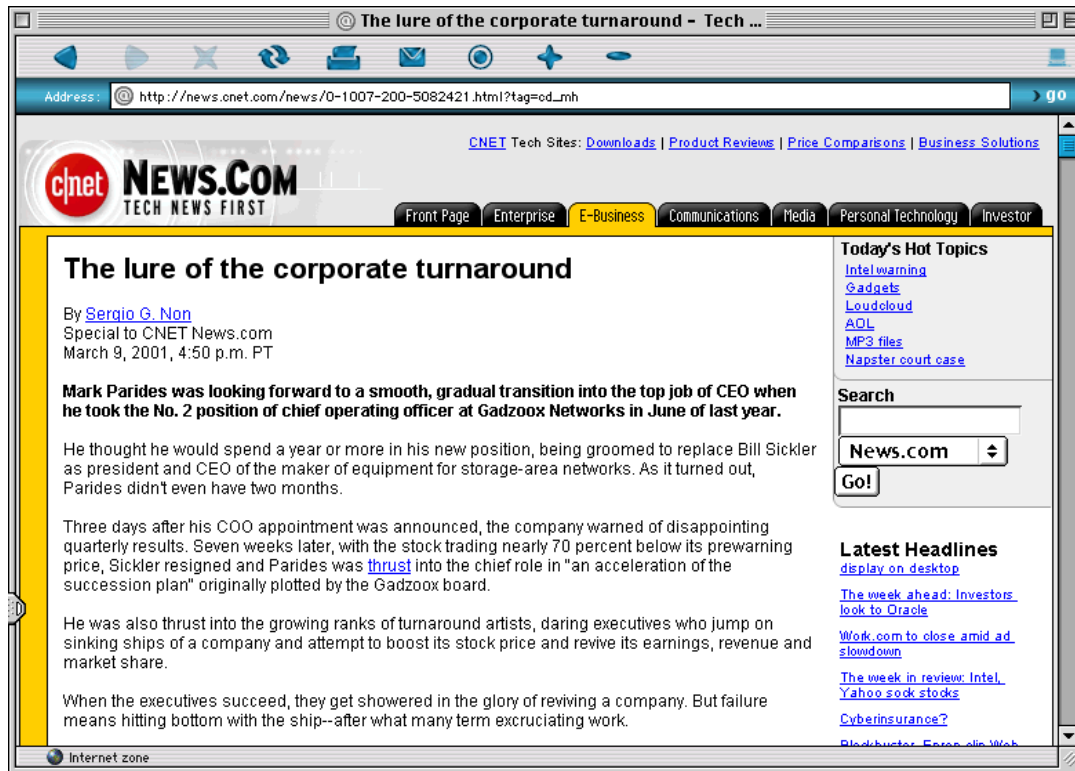 @ The lure of the corporate turnaround - Tech ...
Address: @ http://news.cnet.com/news/0-1007-200-5082421.html?tag=cd_mh go
CNET Tech Sites: Downloads | Product Reviews | Price Comparisons | Business Solutions
c|net NEWS.COM
TECH NEWS FIRST
Front Page Enterprise E-Business Communications Media Personal Technology Investor
The lure of the corporate turnaround
By Sergio G. Non
Special to CNET News.com
March 9, 2001, 4:50 p.m. PT
Mark Parides was looking forward to a smooth, gradual transition into the top job of CEO when
he took the No. 2 position of chief operating officer at Gadzoox Networks in June of last year.
He thought he would spend a year or more in his new position, being groomed to replace Bill Sickler
as president and CEO of the maker of equipment for storage-area networks. As it turned out,
Parides didn't even have two months.
Three days after his COO appointment was announced, the company warned of disappointing
quarterly results. Seven weeks later, with the stock trading nearly 70 percent below its prewarning
price, Sickler resigned and Parides was thrust into the chief role in "an acceleration of the
succession plan" originally plotted by the Gadzoox board.
He was also thrust into the growing ranks of turnaround artists, daring executives who jump on
sinking ships of a company and attempt to boost its stock price and revive its earnings, revenue and
market share.
When the executives succeed, they get showered in the glory of reviving a company. But failure
means hitting bottom with the ship--after what many term excruciating work.
Today's Hot Topics
Intel warning
Gadgets
Loudcloud
AOL
MP3 files
Napster court case
Search
News.com
Go!
Latest Headlines
display on desktop
The week ahead: Investors
look to Oracle
Work.com to close amid ad
slowdown
The week in review: Intel,
Yahoo sock stocks
Cyberinsurance?
Blockbuster, Enron clip Web
Internet zone